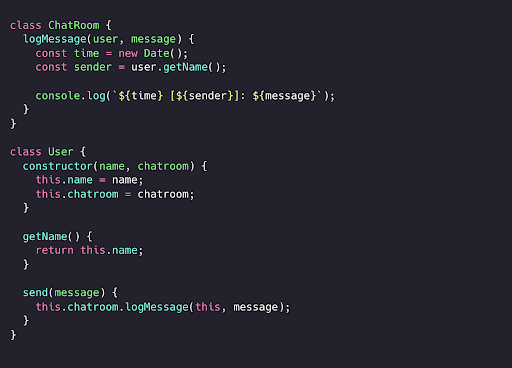 class ChatRoom {
  logMessage(user, message) {
    const time = new Date();
    const sender = user.getName();

    console.log(`${time} [${sender}]: ${message}`);
  }
}

class User {
  constructor(name, chatroom) {
    this.name = name;
    this.chatroom = chatroom;
  }

  getName() {
    return this.name;
  }

  send(message) {
    this.chatroom.logMessage(this, message);
  }
}